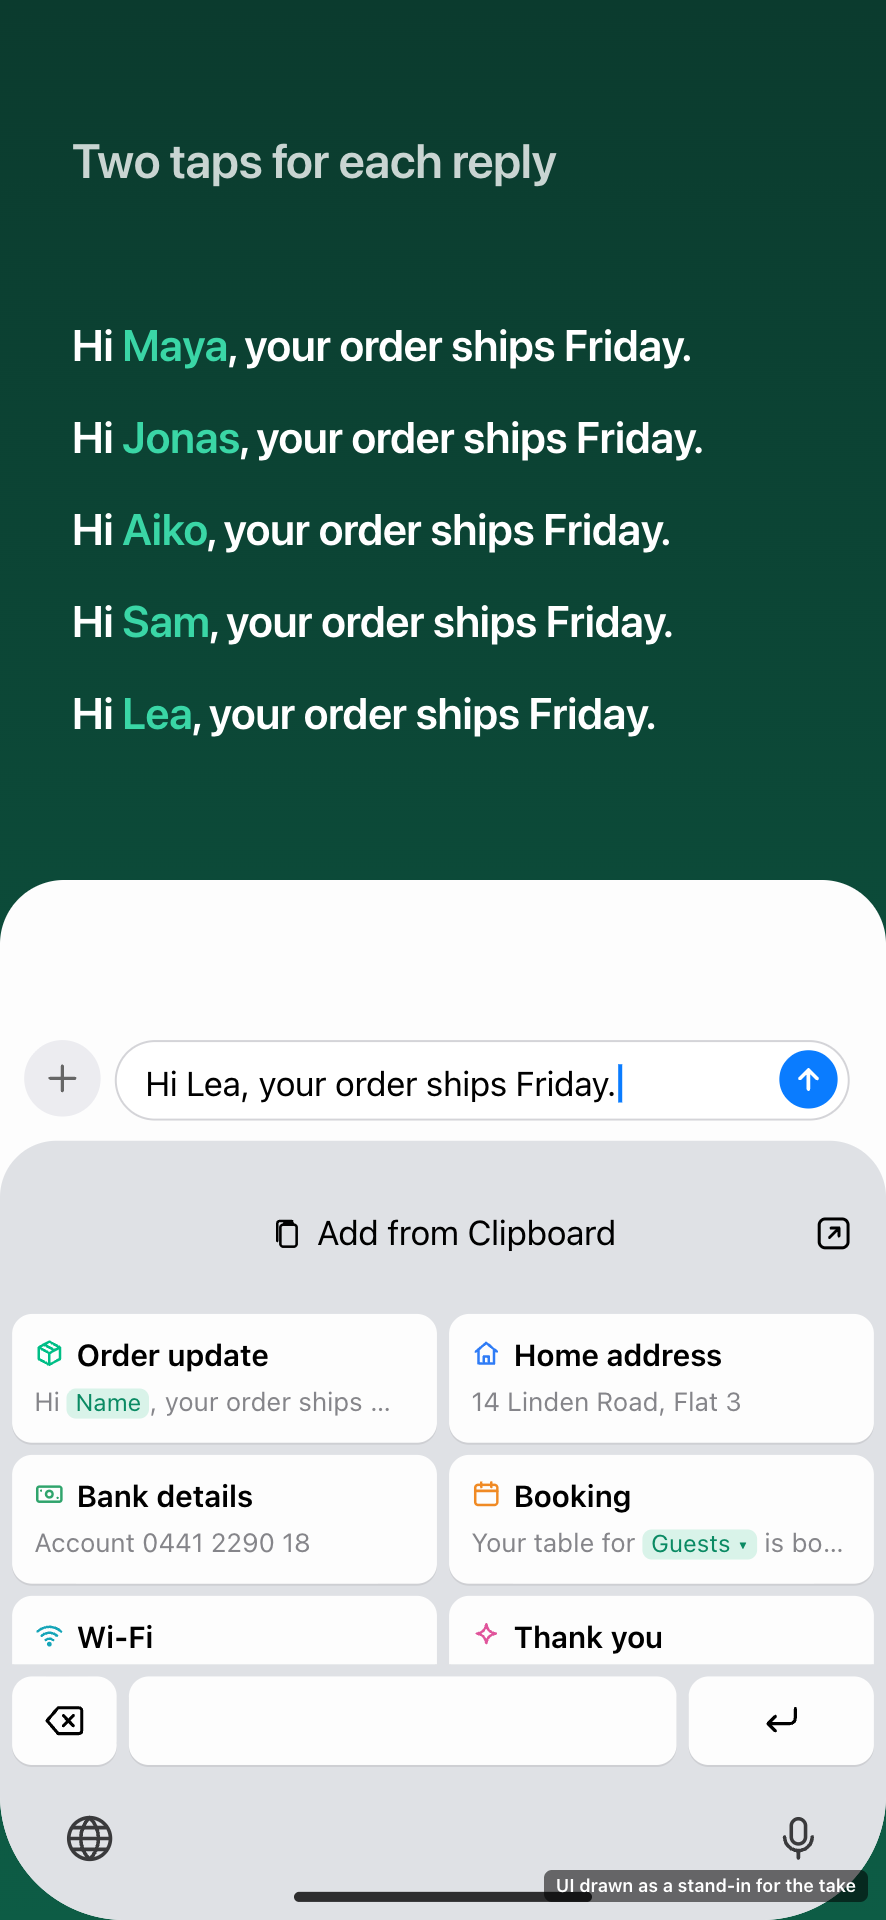 Two taps for each reply
Hi Maya, your order ships Friday.
Hi Jonas, your order ships Friday.
Hi Aiko, your order ships Friday.
Hi Sam, your order ships Friday.
Hi Lea, your order ships Friday.
Hi Lea, your order ships Friday.
Add from Clipboard
Order update
Hi Name, your order ships ...
Home address
14 Linden Road, Flat 3
Bank details
Account 0441 2290 18
Booking
Your table for Guests ▾ is bo...
Wi-Fi
Thank you
UI drawn as a stand-in for the take